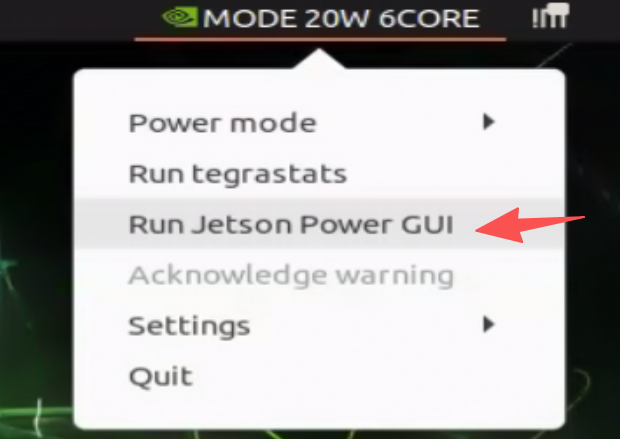 MODE 20W 6CORE
Power mode
Run tegrastats
Run Jetson Power GUI
Acknowledge warning
Settings
Quit